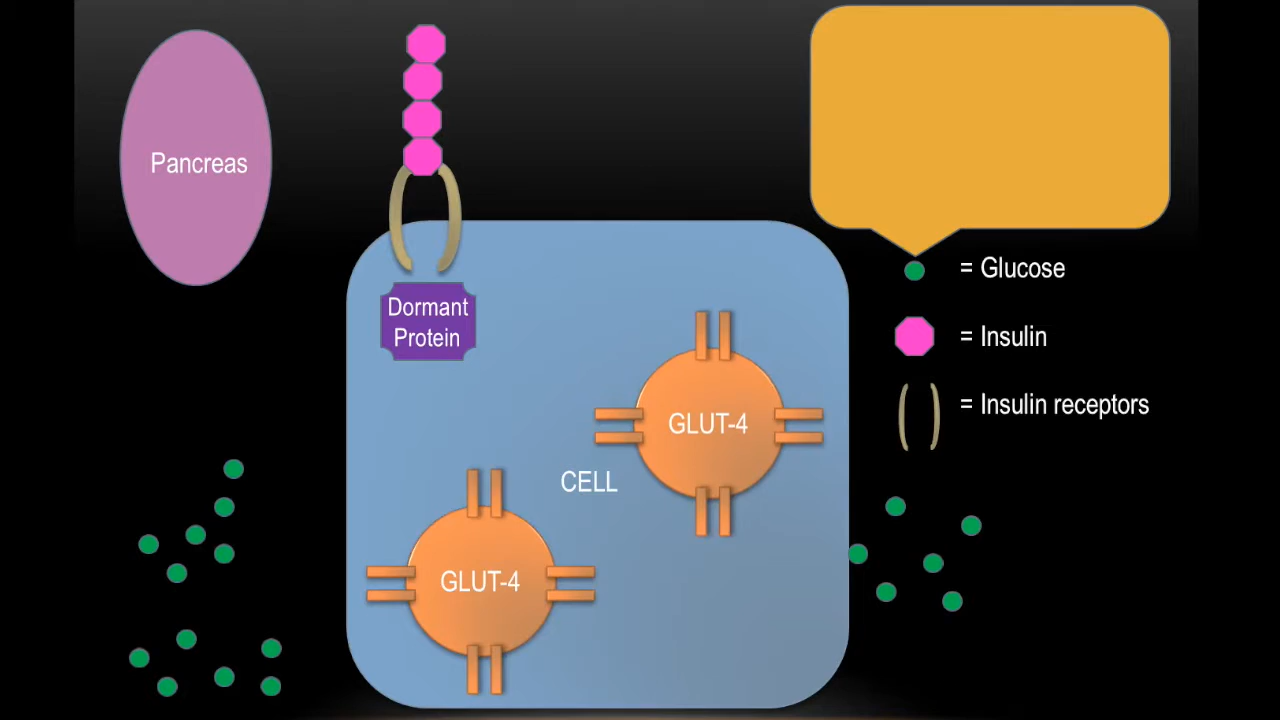 Pancreas
Dormant
Protein
GLUT-4
CELL
GLUT-4
= Glucose
= Insulin
= Insulin receptors